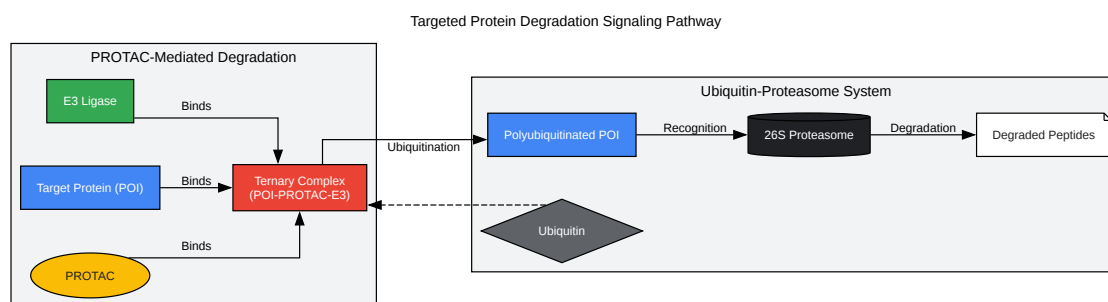 Targeted Protein Degradation Signaling Pathway
PROTAC-Mediated Degradation
E3 Ligase
Binds
Target Protein (POI)
Binds
Ternary Complex
(POI-PROTAC-E3)
Binds
PROTAC
Ubiquitination
Ubiquitin-Proteasome System
Polyubiquitinated POI
Recognition
26S Proteasome
Degradation
Degraded Peptides
Ubiquitin